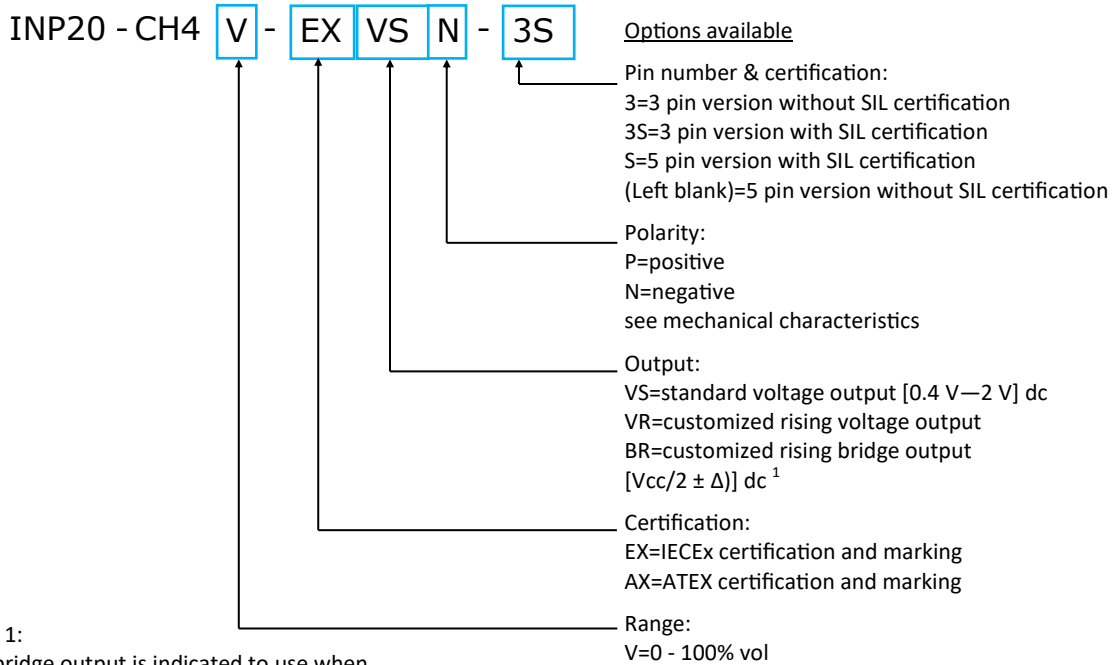 INP20 - CH4 V - EX VS N - 3S
Options available
Pin number & certification:
3=3 pin version without SIL certification
3S=3 pin version with SIL certification
S=5 pin version with SIL certification
(Left blank)=5 pin version without SIL certification
Polarity:
P=positive
N=negative
see mechanical characteristics
Output:
VS=standard voltage output [0.4 V—2 V] dc
VR=customized rising voltage output
BR=customized rising bridge output
[Vcc/2 ± Δ)] dc 1
Certification:
EX=IECEx certification and marking
AX=ATEX certification and marking
Range:
V=0 - 100% vol
1:
bridge output is indicated to use when